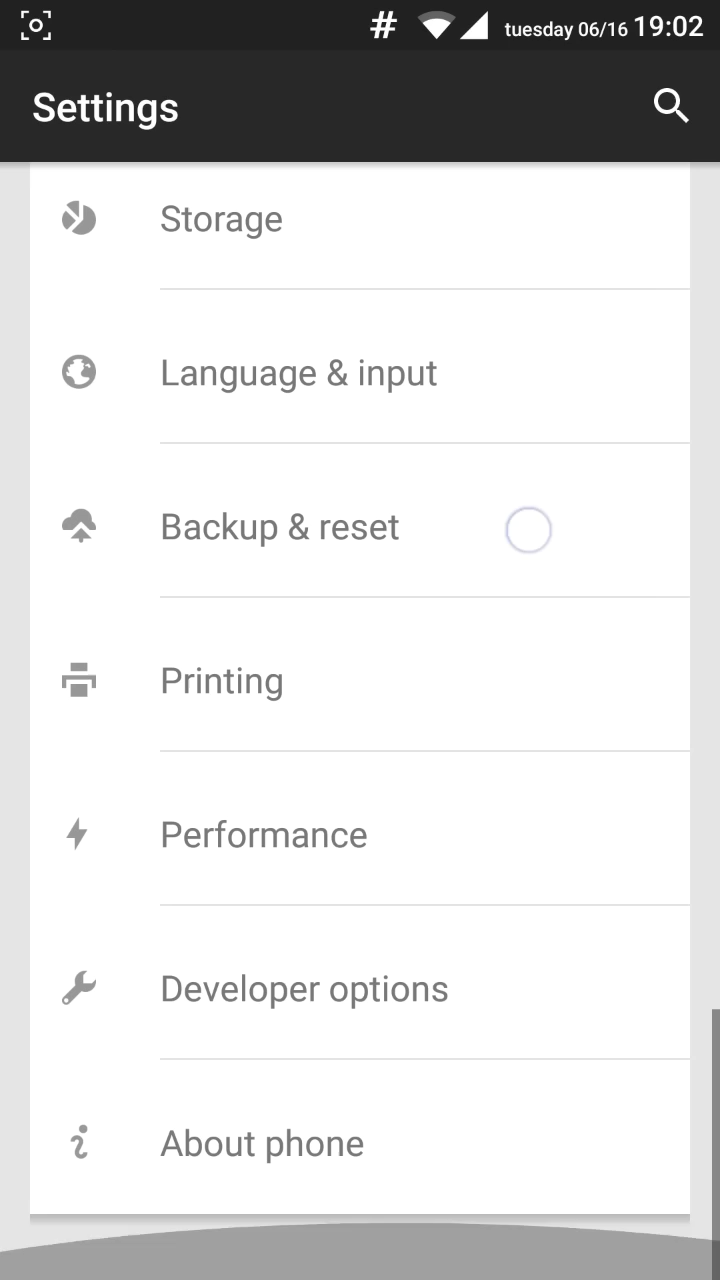 # tuesday 06/16 19:02
Settings
Storage
Language & input
Backup & reset
Printing
Performance
Developer options
About phone